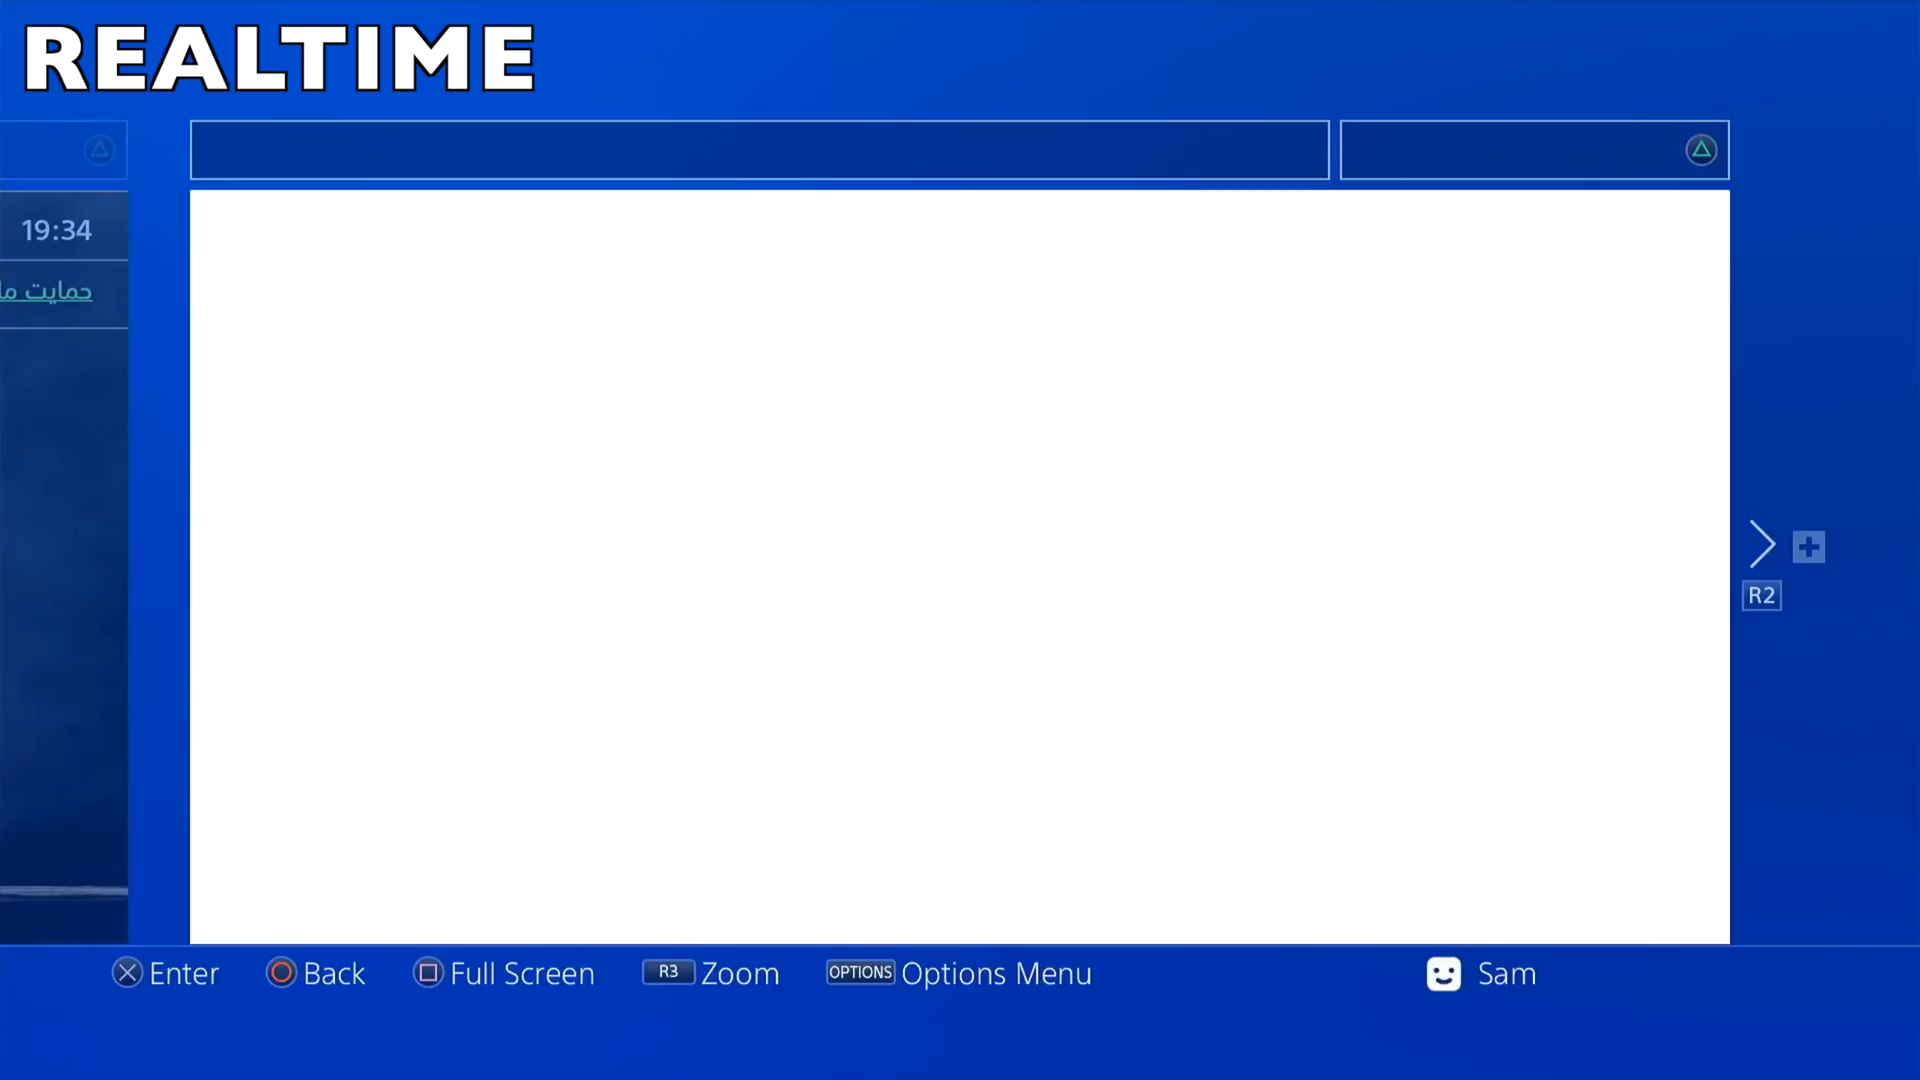 REALTIME
19:34
حمایت ما
R2
Enter Back Full Screen R3 Zoom OPTIONS Options Menu Sam